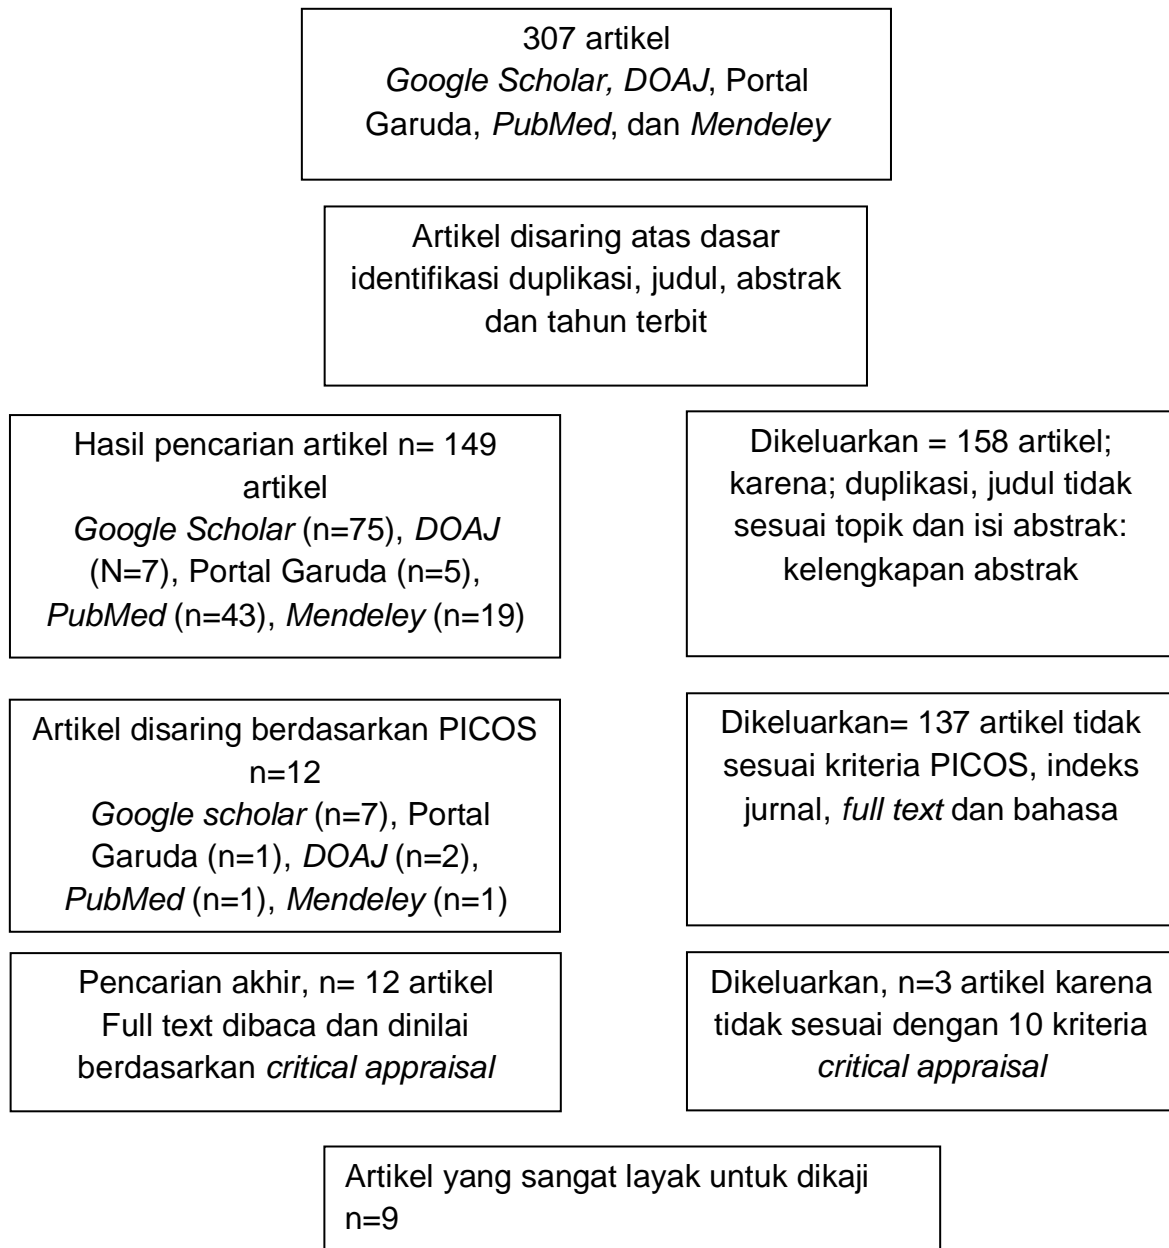 307 artikel
Google Scholar, DOAJ, Portal
Garuda, PubMed, dan Mendeley
Artikel disaring atas dasar
identifikasi duplikasi, judul, abstrak
dan tahun terbit
Hasil pencarian artikel n= 149
artikel
Google Scholar (n=75), DOAJ
(N=7), Portal Garuda (n=5),
PubMed (n=43), Mendeley (n=19)
Dikeluarkan = 158 artikel;
karena; duplikasi, judul tidak
sesuai topik dan isi abstrak:
kelengkapan abstrak
Artikel disaring berdasarkan PICOS
n=12
Google scholar (n=7), Portal
Garuda (n=1), DOAJ (n=2),
PubMed (n=1), Mendeley (n=1)
Dikeluarkan= 137 artikel tidak
sesuai kriteria PICOS, indeks
jurnal, full text dan bahasa
Pencarian akhir, n= 12 artikel
Full text dibaca dan dinilai
berdasarkan critical appraisal
Dikeluarkan, n=3 artikel karena
tidak sesuai dengan 10 kriteria
critical appraisal
Artikel yang sangat layak untuk dikaji
n=9